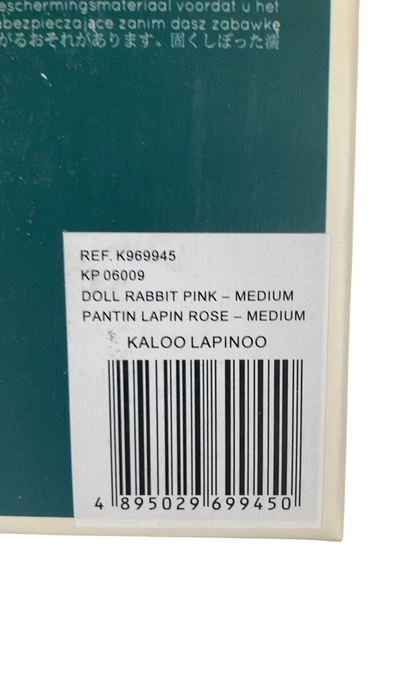 eschermingsmateriaal voordat u het
abezpieczające zanim dasz zabawkę
がるおそれがあります。固くしぼった濡
REF. K969945
KP 06009
DOLL RABBIT PINK – MEDIUM
PANTIN LAPIN ROSE – MEDIUM
KALOO LAPINOO
4 895029 699450